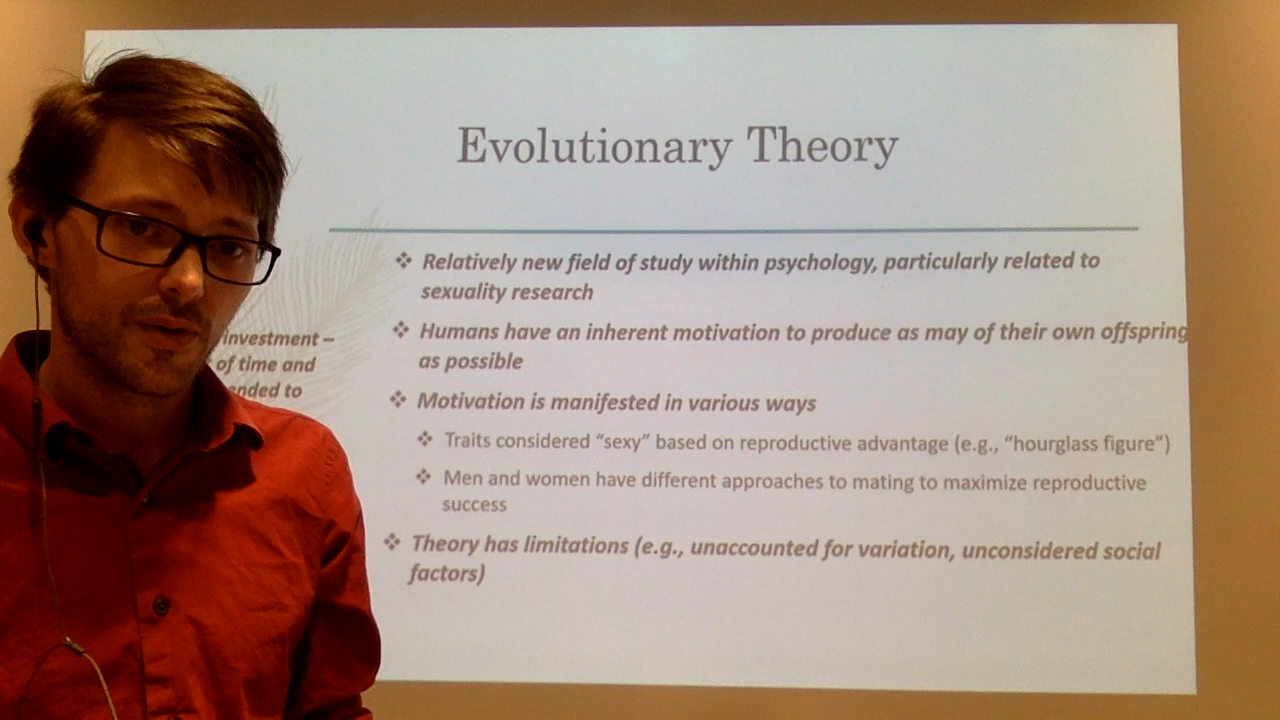 Evolutionary Theory
investment –
of time and
ended to
❖ Relatively new field of study within psychology, particularly related to
sexuality research
❖ Humans have an inherent motivation to produce as may of their own offspring
as possible
❖ Motivation is manifested in various ways
❖ Traits considered “sexy” based on reproductive advantage (e.g., “hourglass figure”)
❖ Men and women have different approaches to mating to maximize reproductive
success
❖ Theory has limitations (e.g., unaccounted for variation, unconsidered social
factors)